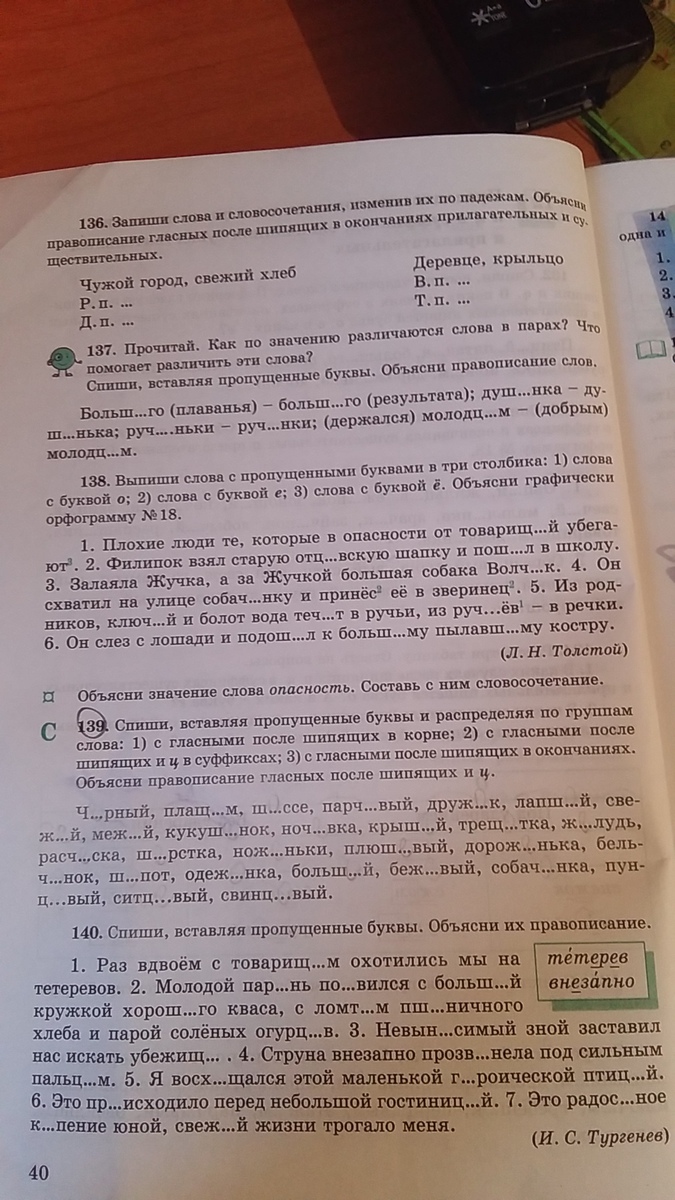 136. Запиши слова и словосочетания, изменив их по падежам. Объясни
правописание гласных после шипящих в окончаниях прилагательных и су-
ществительных.
Чужой город, свежий хлеб
Р. п. ...
Д. п. ...
Деревце, крыльцо
В. п. ...
Т. п. ...
137. Прочитай. Как по значению различаются слова в парах? Что
помогает различить эти слова?
Спиши, вставляя пропущенные буквы. Объясни правописание слов.
Больш...го (плаванья) – больш...го (результата); душ...нка – ду-
ш...нька; руч....ньки – руч...нки; (держался) молодц...м – (добрым)
молодц...м.
138. Выпиши слова с пропущенными буквами в три столбика: 1) слова
с буквой о; 2) слова с буквой е; 3) слова с буквой ё. Объясни графически
орфограмму №18.
1. Плохие люди те, которые в опасности от товарищ...й убега-
ют³. 2. Филипок взял старую отц...вскую шапку и пош...л в школу.
3. Залаяла Жучка, а за Жучкой большая собака Волч...к. 4. Он
схватил на улице собач...нку и принёс² её в зверинец². 5. Из род-
ников, ключ...й и болот вода теч...т в ручьи, из руч...ёв¹ – в речки.
6. Он слез с лошади и подош...л к больш...му пылавш...му костру.
(Л. Н. Толстой)
¤ Объясни значение слова опасность. Составь с ним словосочетание.
С 139. Спиши, вставляя пропущенные буквы и распределяя по группам
слова: 1) с гласными после шипящих в корне; 2) с гласными после
шипящих и ц в суффиксах; 3) с гласными после шипящих в окончаниях.
Объясни правописание гласных после шипящих и ц.
Ч...рный, плащ...м, ш...ссе, парч...вый, друж...к, лапш...й, све-
ж...й, меж...й, кукуш...нок, ноч...вка, крыш...й, трещ...тка, ж...лудь,
расч...ска, ш...рстка, нож...ньки, плюш...вый, дорож...нька, бель-
ч...нок, ш...пот, одеж...нка, больш...й, беж...вый, собач...нка, пун-
ц...вый, ситц...вый, свинц...вый.
140. Спиши, вставляя пропущенные буквы. Объясни их правописание.
1. Раз вдвоём с товарищ...м охотились мы на
тетеревов. 2. Молодой пар...нь по...вился с больш...й
кружкой хорош...го кваса, с ломт...м пш...ничного
хлеба и парой солёных огурц...в. 3. Невын...симый зной заставил
нас искать убежищ... . 4. Струна внезапно прозв...нела под сильным
пальц...м. 5. Я восх...щался этой маленькой г...роической птиц...й.
6. Это пр...исходило перед небольшой гостиниц...й. 7. Это радос...ное
к...пение юной, свеж...й жизни трогало меня.
(И. С. Тургенев)
те́терев
внеза́пно
40
14
одна и
1.
2.
3.
4